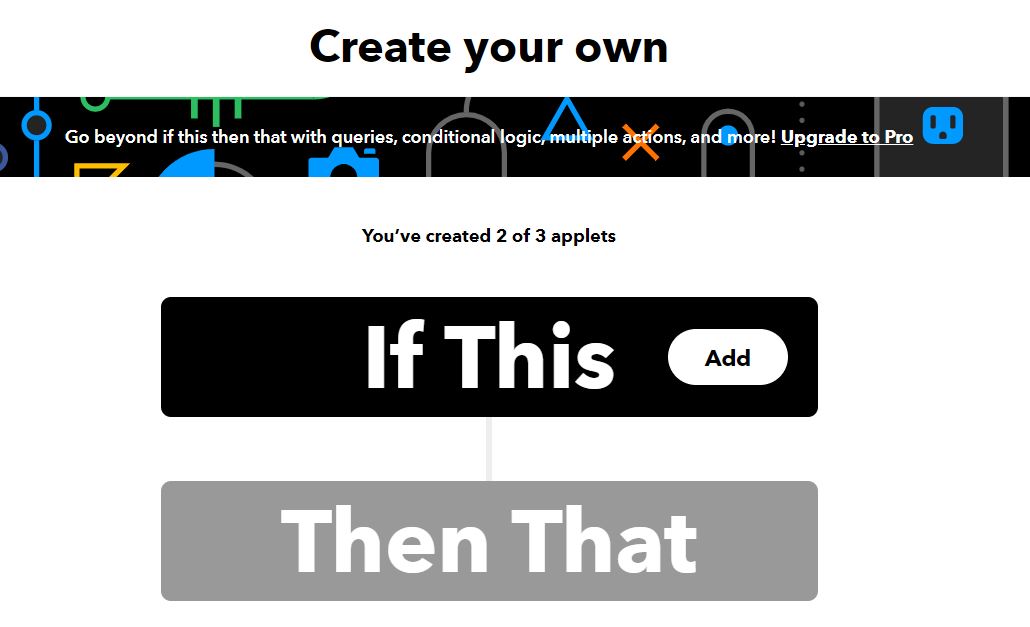 Create your own
Go beyond if this then that with queries, conditional logic, multiple actions, and more! Upgrade to Pro
You’ve created 2 of 3 applets
If This
Add
Then That